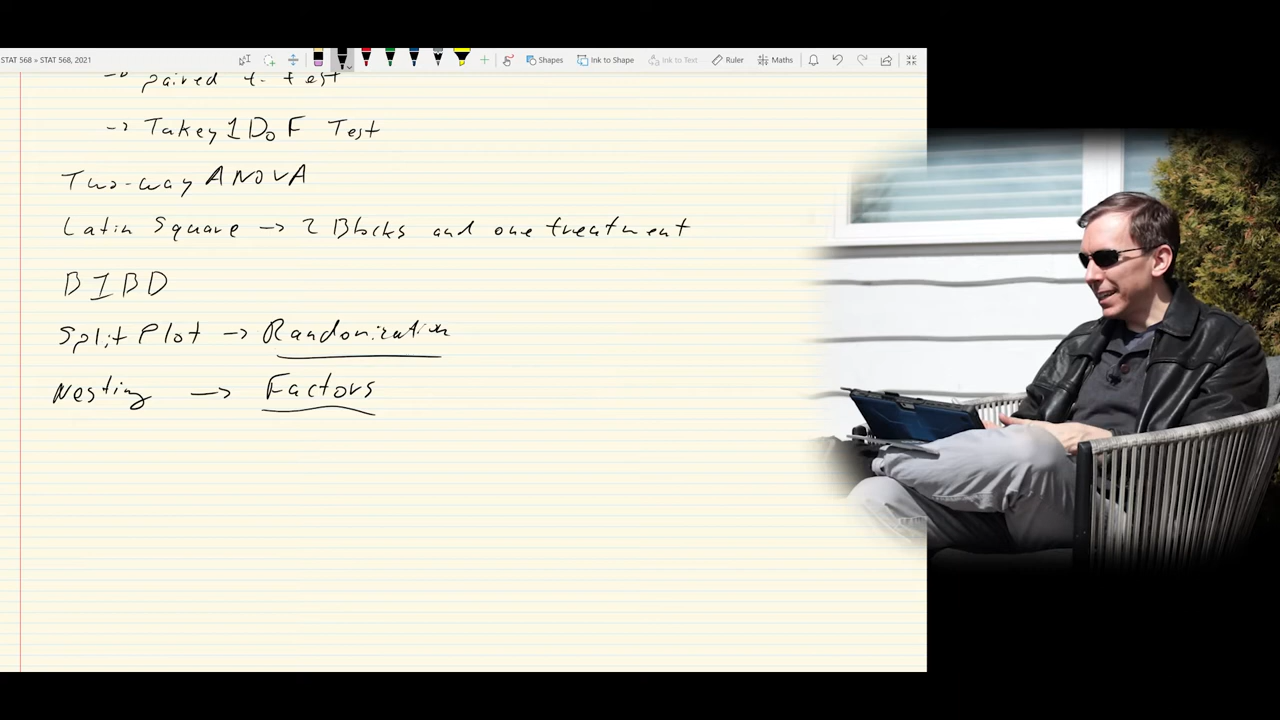 STAT 568 » STAT 568, 2021
Shapes
Ink to Shape
Ink to Text
Ruler
Maths
→ paired t. test
→ Takey 1 DoF Test
Two-way ANOVA
Latin Square → 2 Blocks and one treatment
BIBD
Split Plot → Randomization
Nesting → Factors